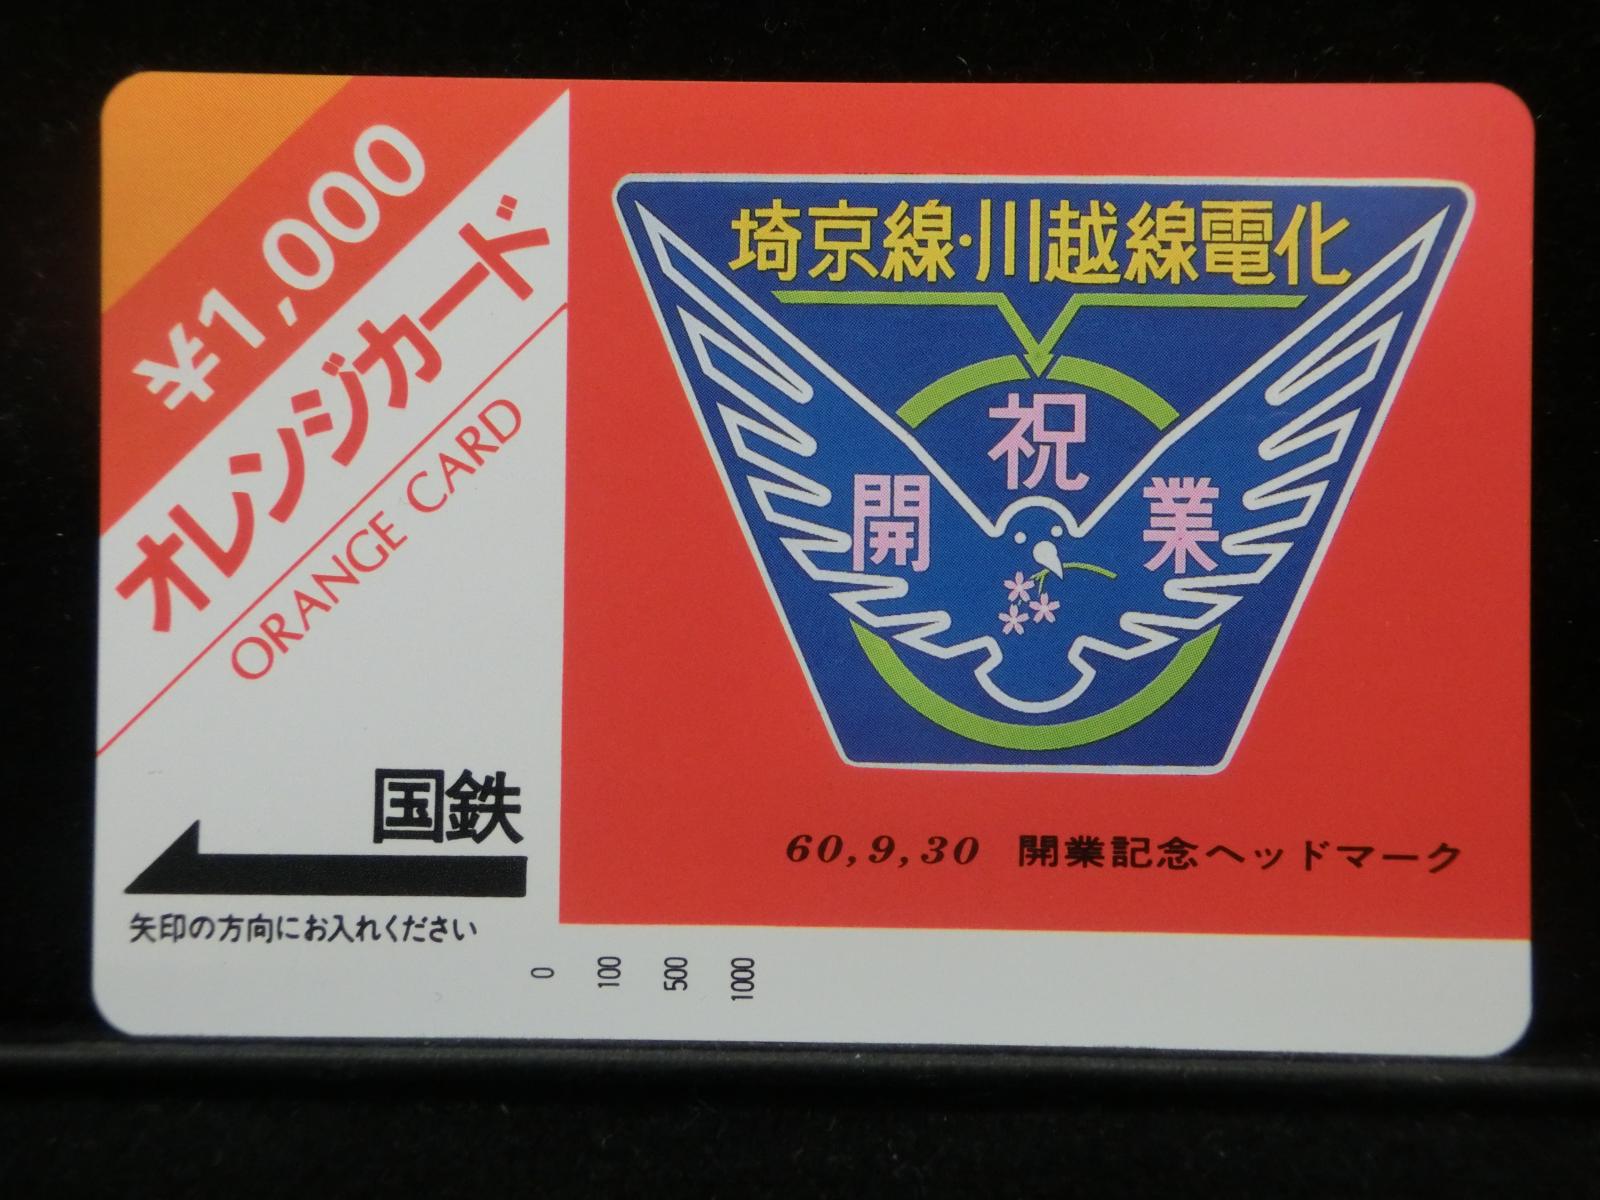 ¥1,000
オレンジカード
ORANGE CARD
国鉄
矢印の方向にお入れください
0 100 500 1000
埼京線・川越線電化
祝
開 業
60,9,30 開業記念ヘッドマーク